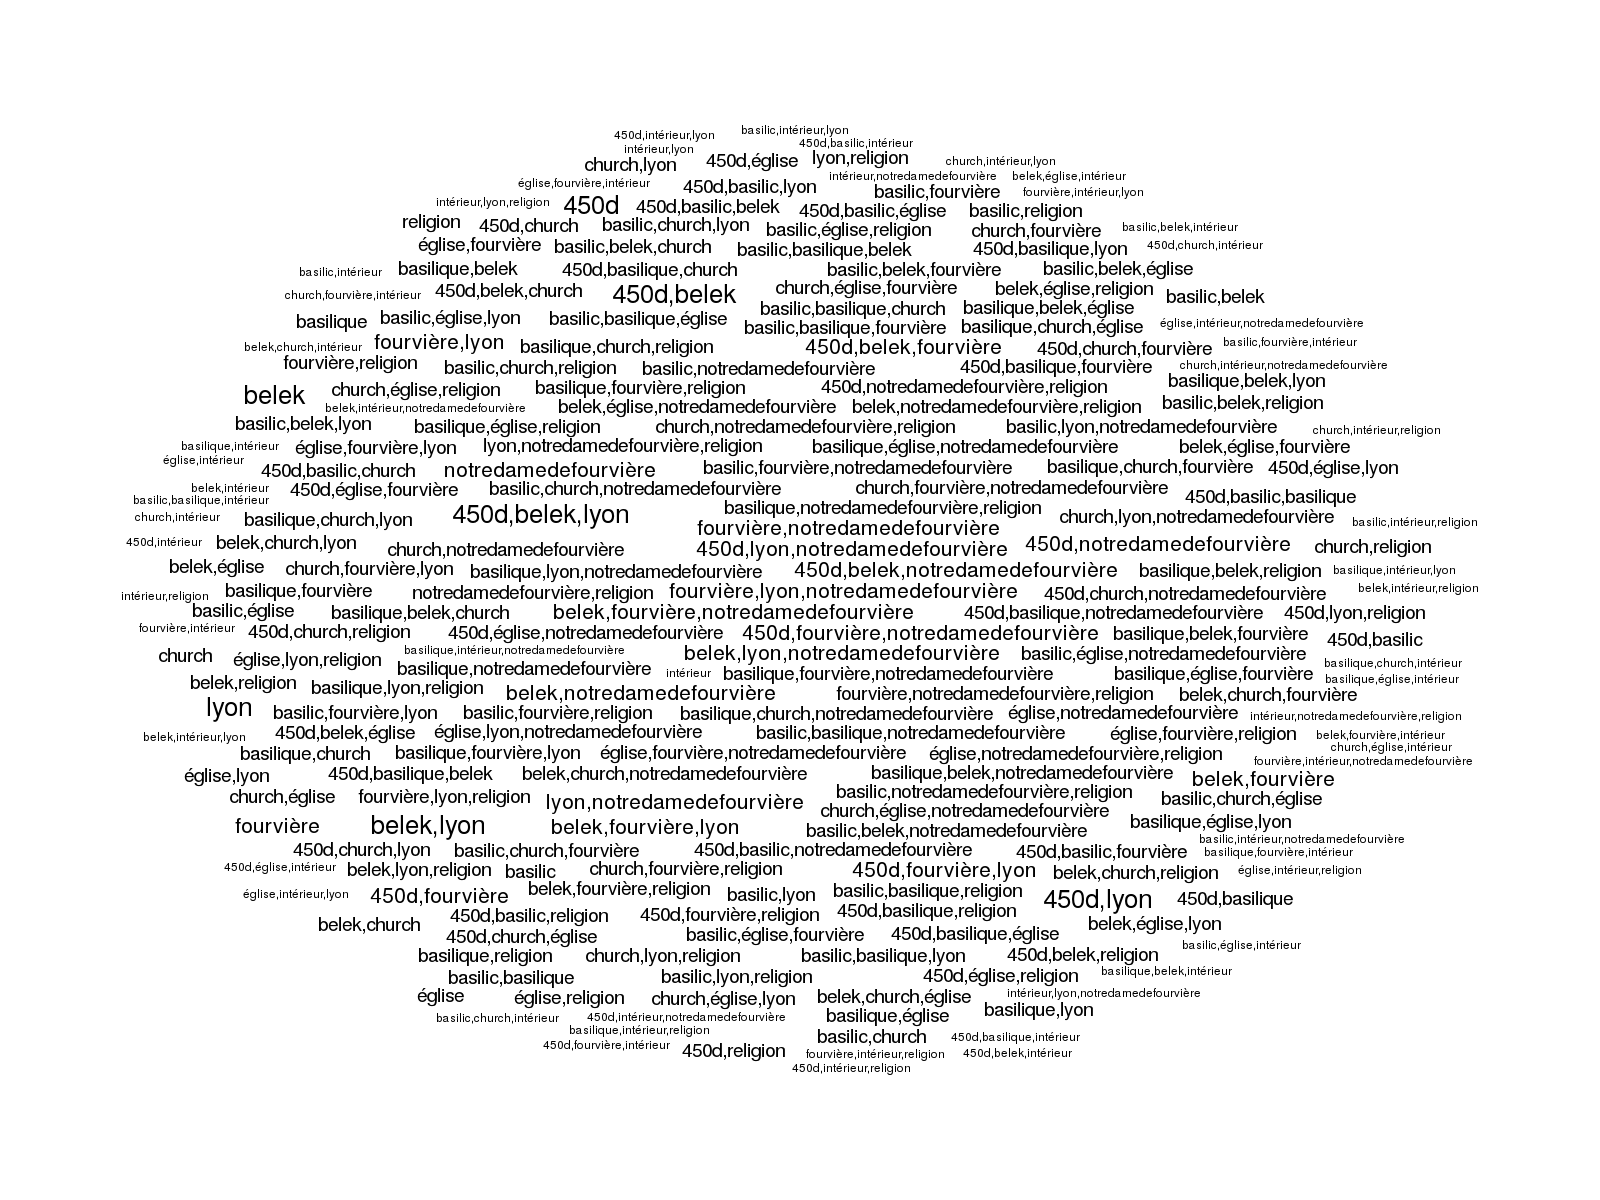 basilic,intérieur,lyon
450d,intérieur,lyon
450d,basilic,intérieur
intérieur,lyon
church,lyon 450d,église lyon,religion church,intérieur,lyon
intérieur,notredamedefourvière belek,église,intérieur
église,fourvière,intérieur 450d,basilic,lyon basilic,fourvière fourvière,intérieur,lyon
intérieur,lyon,religion 450d 450d,basilic,belek 450d,basilic,église basilic,religion
religion 450d,church basilic,church,lyon basilic,église,religion church,fourvière basilic,belek,intérieur
église,fourvière basilic,belek,church basilic,basilique,belek 450d,basilique,lyon 450d,church,intérieur
basilic,intérieur basilique,belek 450d,basilique,church basilic,belek,fourvière basilic,belek,église
church,fourvière,intérieur 450d,belek,church 450d,belek church,église,fourvière belek,église,religion basilic,belek
basilic,basilique,church basilique,belek,église
basilique basilic,église,lyon basilic,basilique,église basilic,basilique,fourvière basilique,church,église église,intérieur,notredamedefourvière
belek,church,intérieur fourvière,lyon basilique,church,religion 450d,belek,fourvière 450d,church,fourvière basilic,fourvière,intérieur
fourvière,religion basilic,church,religion basilic,notredamedefourvière 450d,basilique,fourvière church,intérieur,notredamedefourvière
belek church,église,religion basilique,fourvière,religion 450d,notredamedefourvière,religion basilique,belek,lyon
belek,intérieur,notredamedefourvière belek,église,notredamedefourvière belek,notredamedefourvière,religion basilic,belek,religion
basilic,belek,lyon basilique,église,religion church,notredamedefourvière,religion basilic,lyon,notredamedefourvière church,intérieur,religion
basilique,intérieur église,fourvière,lyon lyon,notredamedefourvière,religion basilique,église,notredamedefourvière belek,église,fourvière
église,intérieur 450d,basilic,church notredamedefourvière basilic,fourvière,notredamedefourvière basilique,church,fourvière 450d,église,lyon
belek,intérieur 450d,église,fourvière basilic,church,notredamedefourvière church,fourvière,notredamedefourvière 450d,basilic,basilique
basilic,basilique,intérieur
church,intérieur basilique,church,lyon 450d,belek,lyon basilique,notredamedefourvière,religion church,lyon,notredamedefourvière basilic,intérieur,religion
fourvière,notredamedefourvière
450d,intérieur belek,church,lyon church,notredamedefourvière 450d,lyon,notredamedefourvière 450d,notredamedefourvière church,religion
belek,église church,fourvière,lyon basilique,lyon,notredamedefourvière 450d,belek,notredamedefourvière basilique,belek,religion basilique,intérieur,lyon
intérieur,religion basilique,fourvière notredamedefourvière,religion fourvière,lyon,notredamedefourvière 450d,church,notredamedefourvière belek,intérieur,religion
basilic,église basilique,belek,church belek,fourvière,notredamedefourvière 450d,basilique,notredamedefourvière 450d,lyon,religion
fourvière,intérieur 450d,church,religion 450d,église,notredamedefourvière 450d,fourvière,notredamedefourvière basilique,belek,fourvière 450d,basilic
church église,lyon,religion basilique,intérieur,notredamedefourvière belek,lyon,notredamedefourvière basilic,église,notredamedefourvière basilique,church,intérieur
basilique,notredamedefourvière intérieur basilique,fourvière,notredamedefourvière basilique,église,fourvière basilique,église,intérieur
belek,religion basilique,lyon,religion belek,notredamedefourvière fourvière,notredamedefourvière,religion belek,church,fourvière
lyon basilic,fourvière,lyon basilic,fourvière,religion basilique,church,notredamedefourvière église,notredamedefourvière intérieur,notredamedefourvière,religion
belek,intérieur,lyon 450d,belek,église église,lyon,notredamedefourvière basilic,basilique,notredamedefourvière église,fourvière,religion belek,fourvière,intérieur
basilique,church basilique,fourvière,lyon église,fourvière,notredamedefourvière église,notredamedefourvière,religion church,église,intérieur
fourvière,intérieur,notredamedefourvière
église,lyon 450d,basilique,belek belek,church,notredamedefourvière basilique,belek,notredamedefourvière belek,fourvière
church,église fourvière,lyon,religion lyon,notredamedefourvière basilic,notredamedefourvière,religion basilic,church,église
church,église,notredamedefourvière
fourvière belek,lyon belek,fourvière,lyon basilic,belek,notredamedefourvière basilique,église,lyon
basilic,intérieur,notredamedefourvière
450d,church,lyon basilic,church,fourvière 450d,basilic,notredamedefourvière 450d,basilic,fourvière basilique,fourvière,intérieur
450d,église,intérieur belek,lyon,religion basilic church,fourvière,religion 450d,fourvière,lyon belek,church,religion église,intérieur,religion
église,intérieur,lyon 450d,fourvière belek,fourvière,religion basilic,lyon basilic,basilique,religion 450d,lyon 450d,basilique
belek,church 450d,basilic,religion 450d,fourvière,religion 450d,basilique,religion belek,église,lyon
450d,church,église basilic,église,fourvière 450d,basilique,église basilic,église,intérieur
basilique,religion church,lyon,religion basilic,basilique,lyon 450d,belek,religion
basilic,basilique basilic,lyon,religion 450d,église,religion basilique,belek,intérieur
église église,religion church,église,lyon belek,church,église intérieur,lyon,notredamedefourvière
basilic,church,intérieur 450d,intérieur,notredamedefourvière basilique,église basilique,lyon
basilique,intérieur,religion basilic,church 450d,basilique,intérieur
450d,fourvière,intérieur 450d,religion fourvière,intérieur,religion 450d,belek,intérieur
450d,intérieur,religion